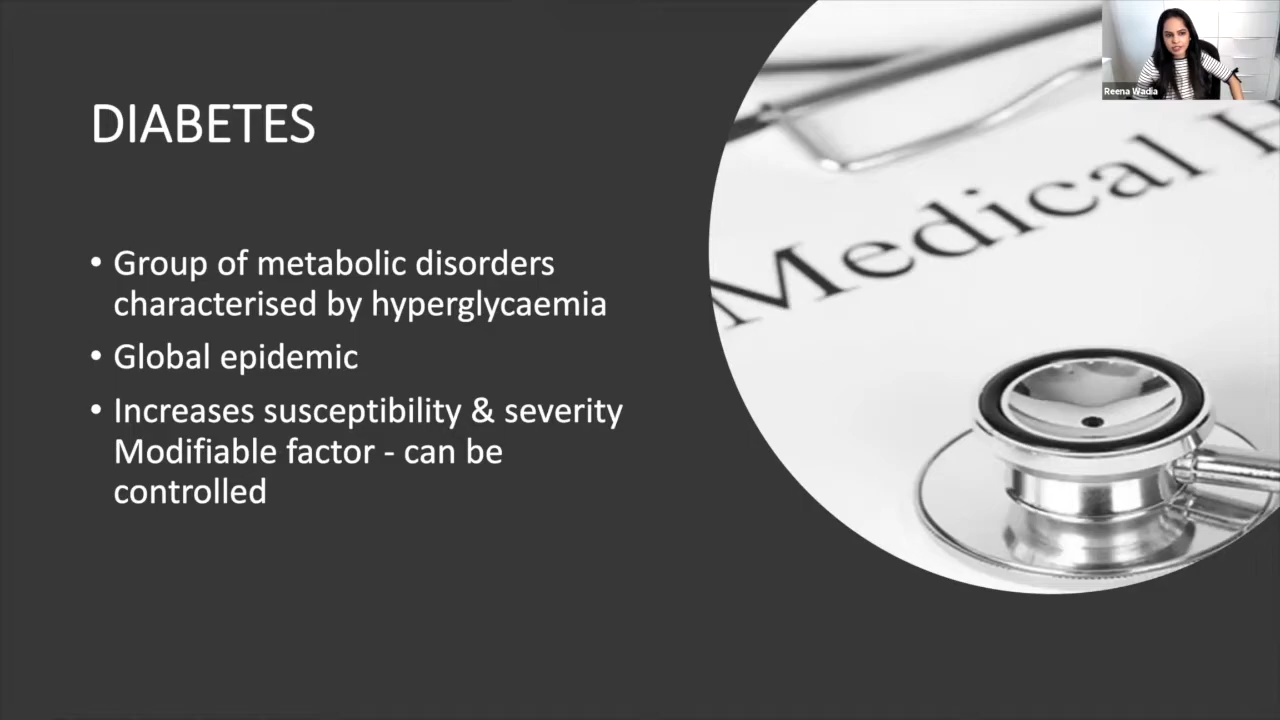 Reena Wadia
DIABETES
Medical
• Group of metabolic disorders
characterised by hyperglycaemia
• Global epidemic
• Increases susceptibility & severity
Modifiable factor - can be
controlled